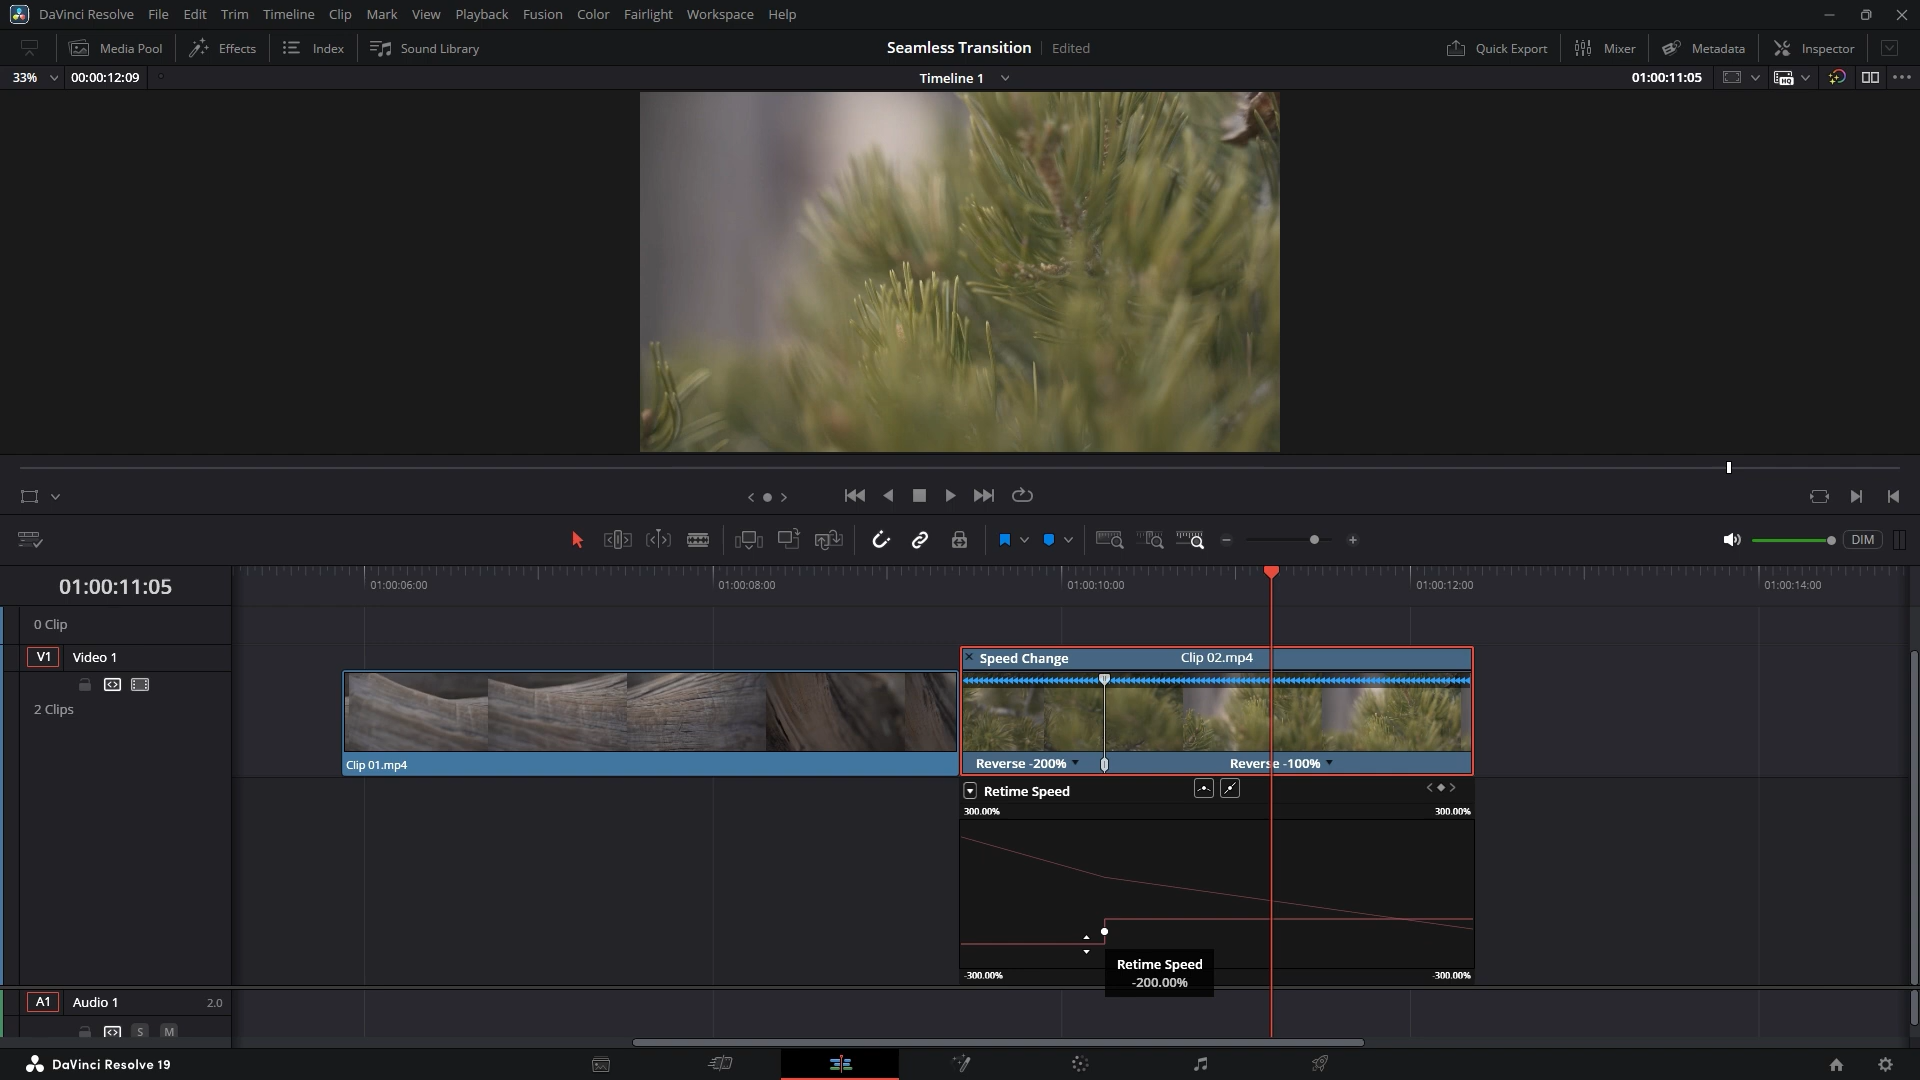 DaVinci Resolve File Edit Trim Timeline Clip Mark View Playback Fusion Color Fairlight Workspace Help
Media Pool Effects Index Sound Library Seamless Transition Edited Quick Export Mixer Metadata Inspector
33% 00:00:12:09 Timeline 1 01:00:11:05
DIM
01:00:11:05 01:00:06:00 01:00:08:00 01:00:10:00 01:00:12:00 01:00:14:00
0 Clip
V1 Video 1
Speed Change Clip 02.mp4
2 Clips
Clip 01.mp4
Reverse -200% Reverse -100%
Retime Speed
300.00% 300.00%
Retime Speed
-200.00%
-300.00% -300.00%
A1 Audio 1 2.0
S M
DaVinci Resolve 19